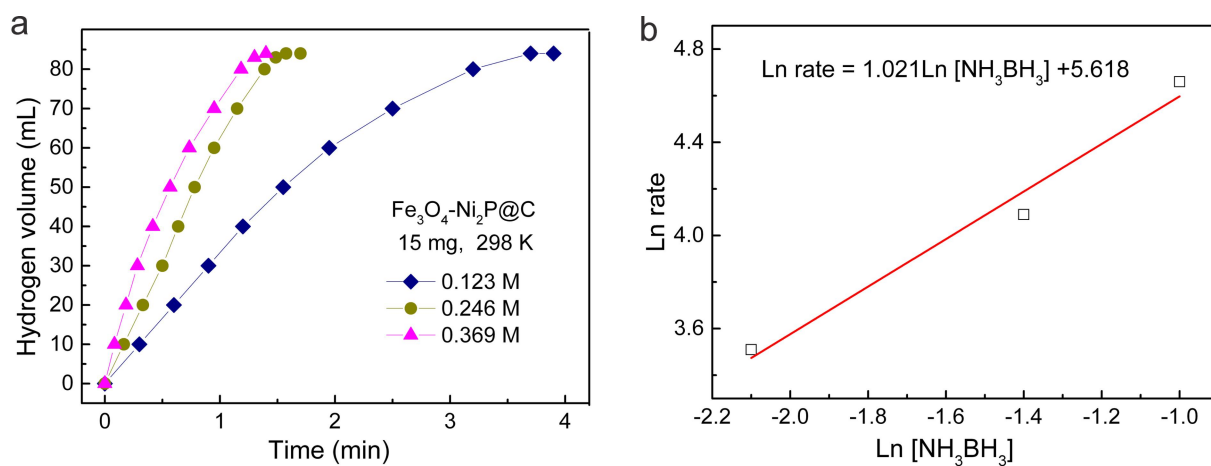 a
Hydrogen volume (mL)
80
70
60
50
40
30
20
10
0
Fe₃O₄-Ni₂P@C
15 mg, 298 K
0.123 M
0.246 M
0.369 M
0 1 2 3 4
Time (min)
b
Ln rate
4.8
4.4
4.0
3.6
Ln rate = 1.021Ln [NH₃BH₃] +5.618
-2.2 -2.0 -1.8 -1.6 -1.4 -1.2 -1.0
Ln [NH₃BH₃]